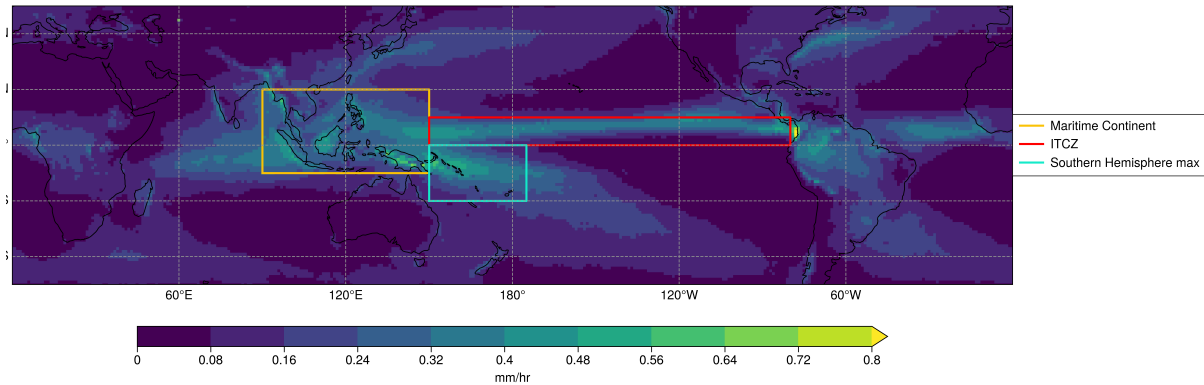 Maritime Continent
ITCZ
Southern Hemisphere max
60°E 120°E 180° 120°W 60°W
0 0.08 0.16 0.24 0.32 0.4 0.48 0.56 0.64 0.72 0.8
mm/hr